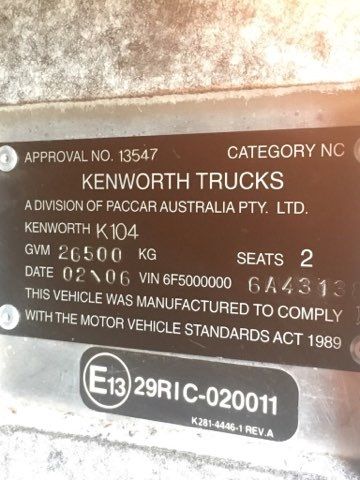 APPROVAL NO. 13547 CATEGORY NC
KENWORTH TRUCKS
A DIVISION OF PACCAR AUSTRALIA PTY. LTD.
KENWORTH K104
GVM 26500 KG SEATS 2
DATE 02\06 VIN 6F5000000 6A4313
THIS VEHICLE WAS MANUFACTURED TO COMPLY
WITH THE MOTOR VEHICLE STANDARDS ACT 1989
E13 29RIC-020011
K281-4446-1 REV.A